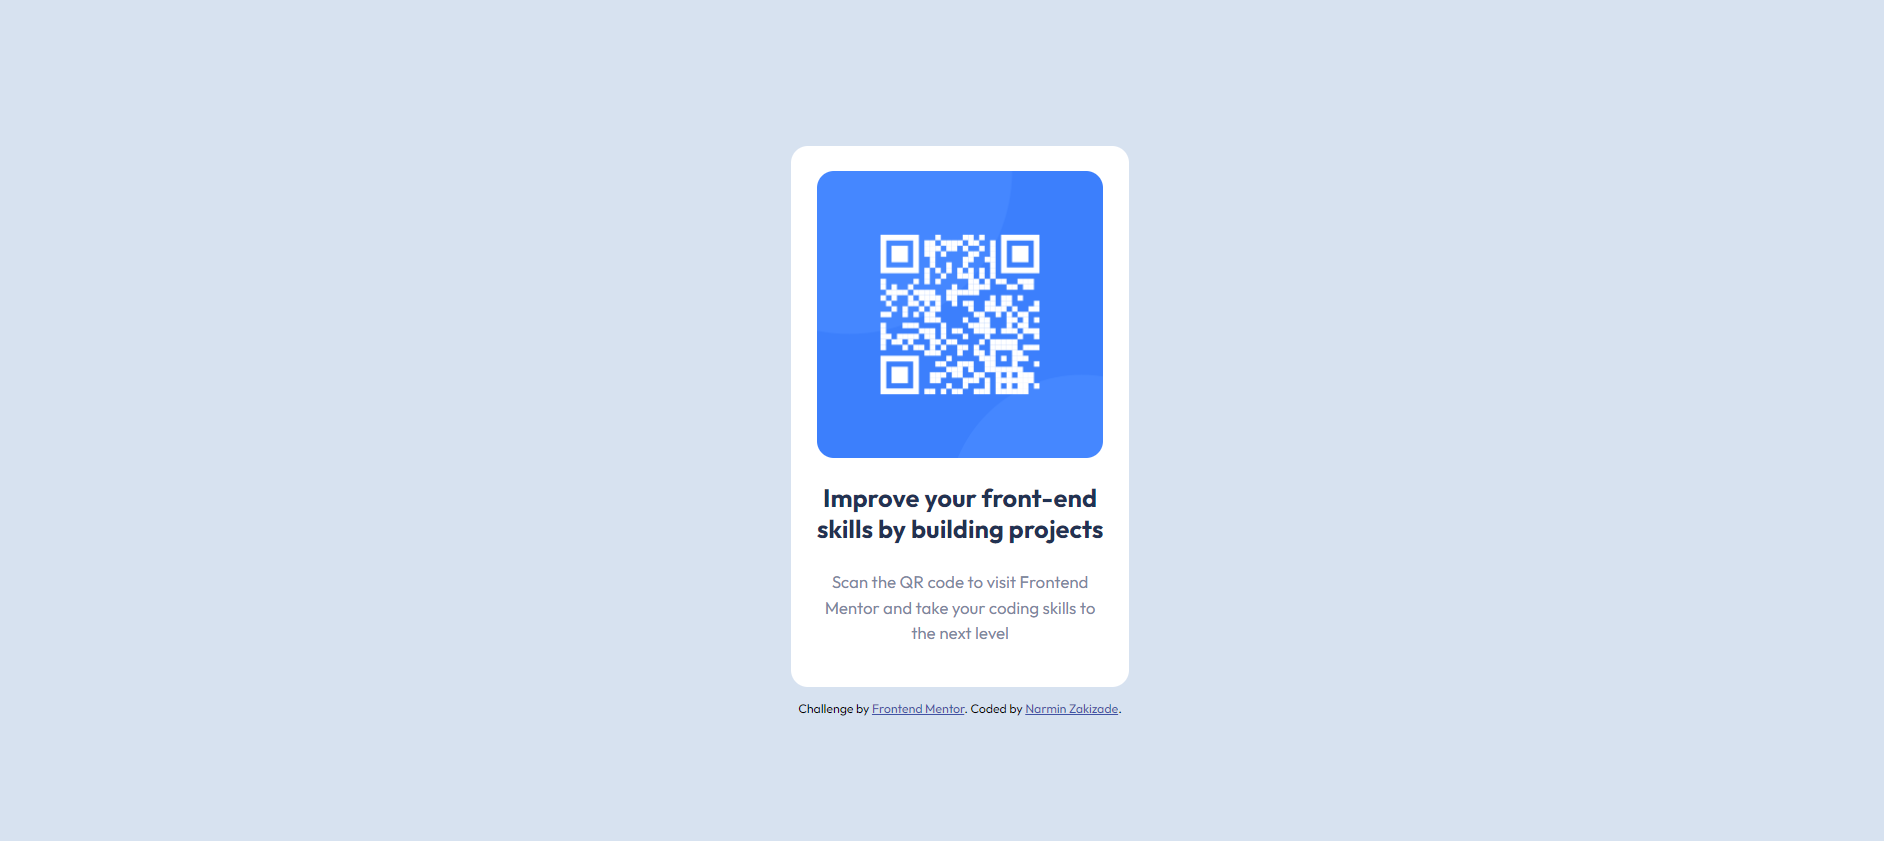 Improve your front-end
skills by building projects
Scan the QR code to visit Frontend
Mentor and take your coding skills to
the next level
Challenge by Frontend Mentor. Coded by Narmin Zakizade.